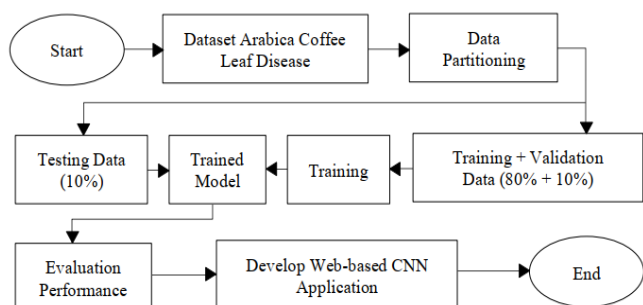 Start
Dataset Arabica Coffee
Leaf Disease
Data
Partitioning
Testing Data
(10%)
Trained
Model
Training
Training + Validation
Data (80% + 10%)
Evaluation
Performance
Develop Web-based CNN
Application
End